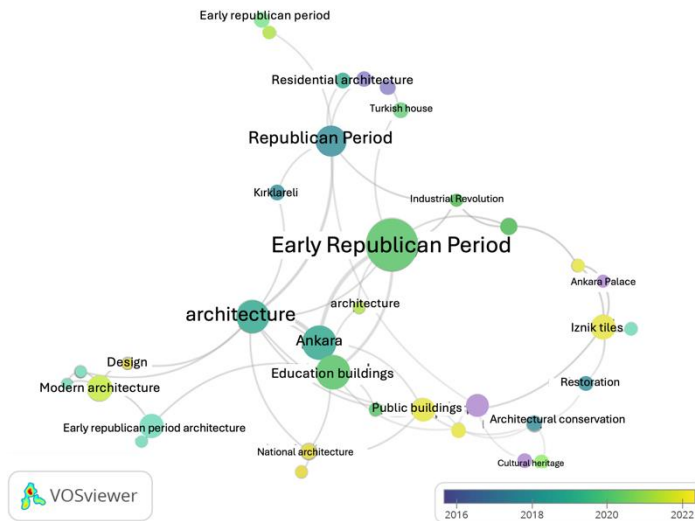 Early republican period
Residential architecture
Turkish house
Republican Period
Kırklareli
Industrial Revolution
Early Republican Period
Ankara Palace
architecture
architecture
Iznik tiles
Ankara
Design
Education buildings
Restoration
Modern architecture
Public buildings
Early republican period architecture
Architectural conservation
National architecture
Cultural heritage
VOSviewer
2016 2018 2020 2022